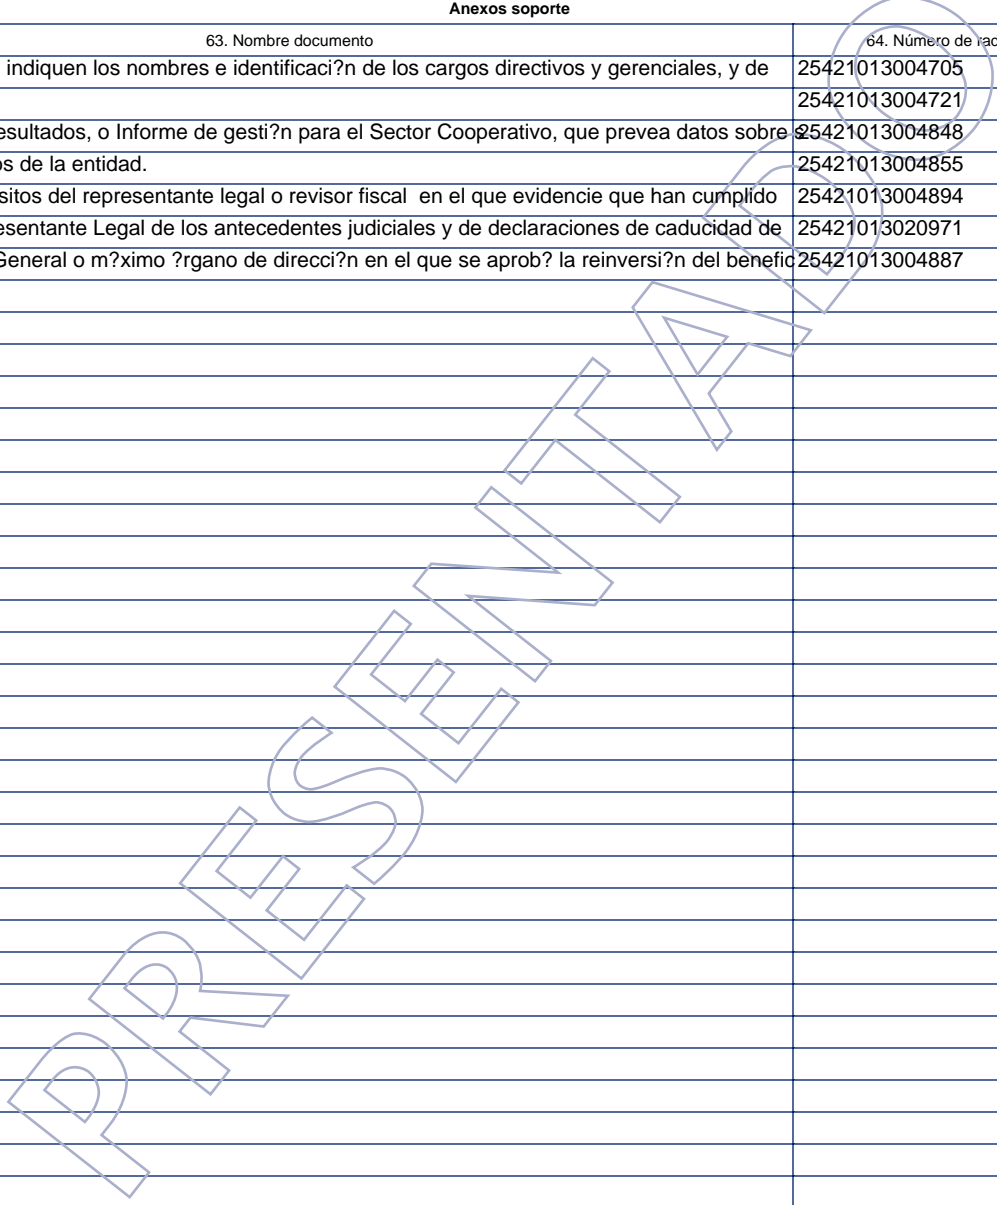 Anexos soporte
63. Nombre documento 64. Número de rad
indiquen los nombres e identificaci?n de los cargos directivos y gerenciales, y de 25421013004705
25421013004721
esultados, o Informe de gesti?n para el Sector Cooperativo, que prevea datos sobre s 25421013004848
os de la entidad. 25421013004855
sitos del representante legal o revisor fiscal en el que evidencie que han cumplido 25421013004894
esentante Legal de los antecedentes judiciales y de declaraciones de caducidad de 25421013020971
General o m?ximo ?rgano de direcci?n en el que se aprob? la reinversi?n del benefic 25421013004887
PRESENTADO